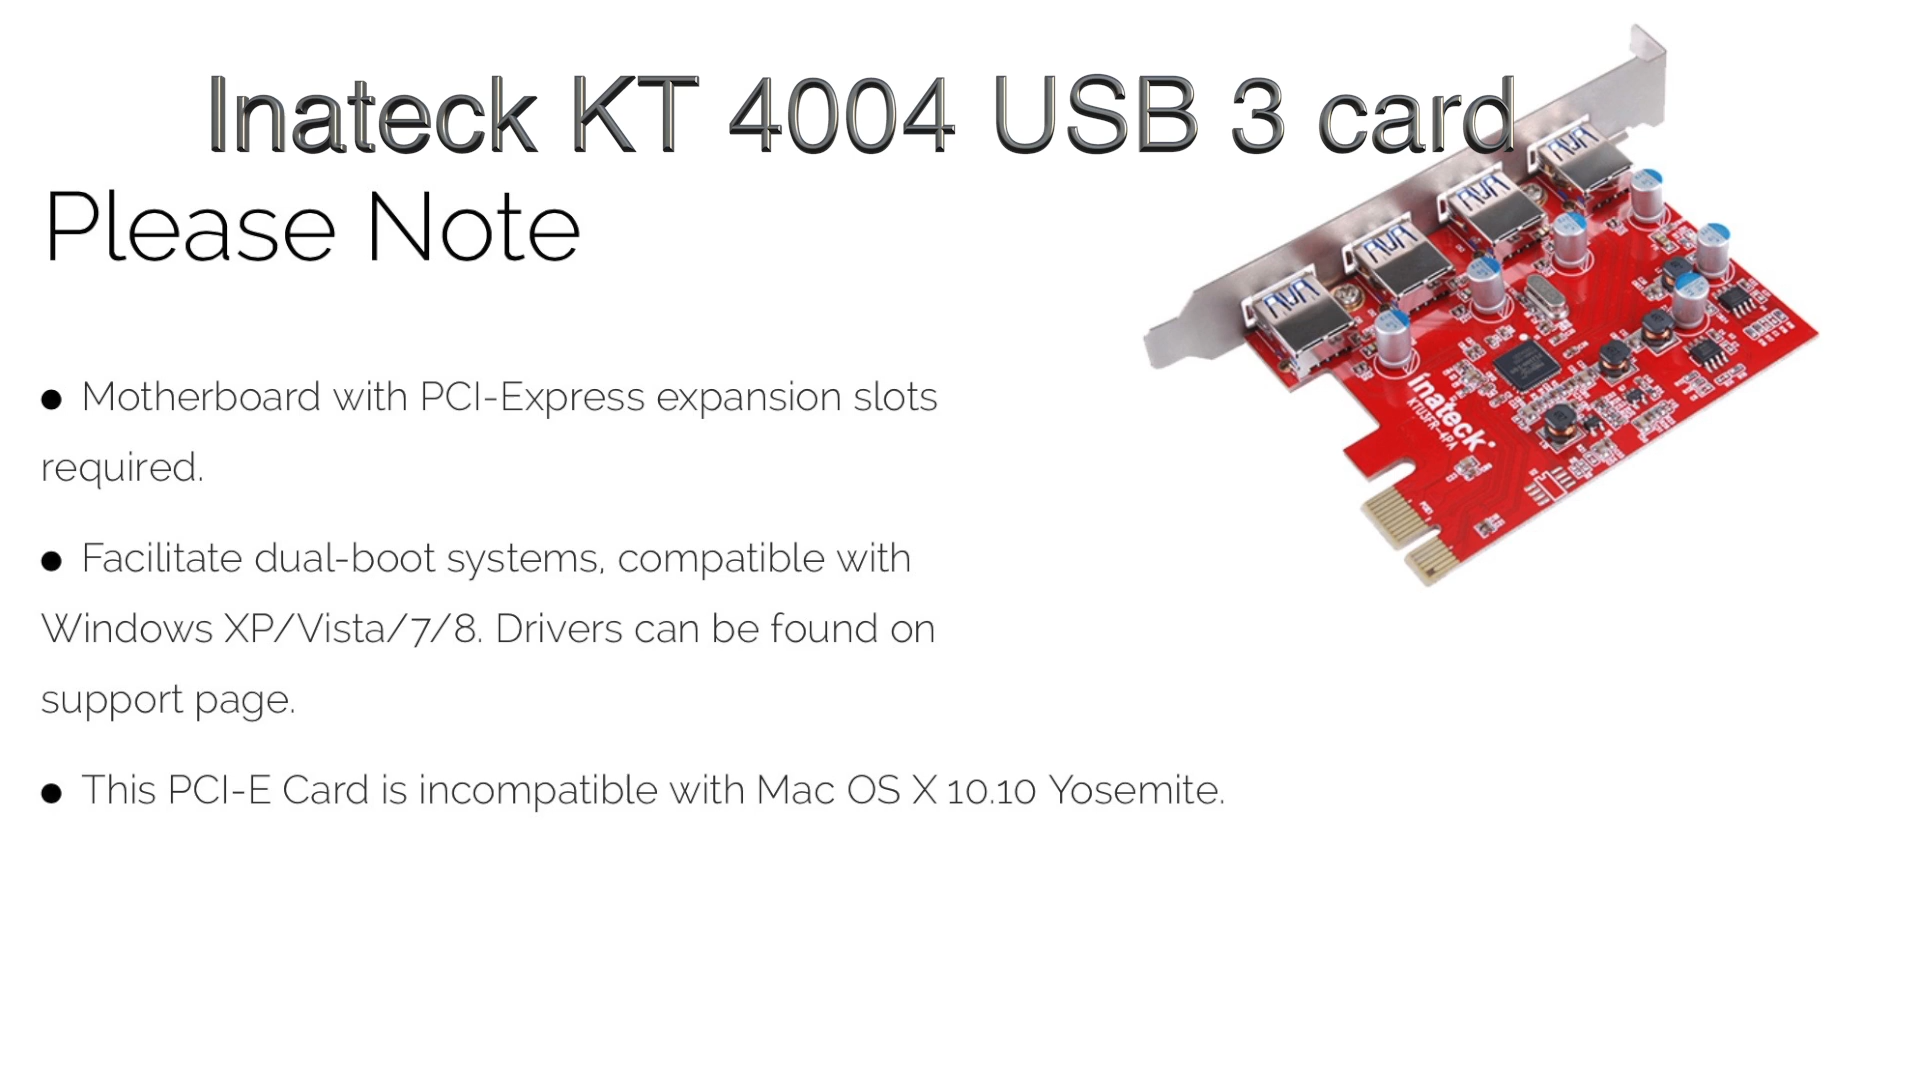 Inateck KT 4004 USB 3 card
Please Note
● Motherboard with PCI-Express expansion slots
required.
● Facilitate dual-boot systems, compatible with
Windows XP/Vista/7/8. Drivers can be found on
support page.
● This PCI-E Card is incompatible with Mac OS X 10.10 Yosemite.
Inateck
KTU3FR-4PA